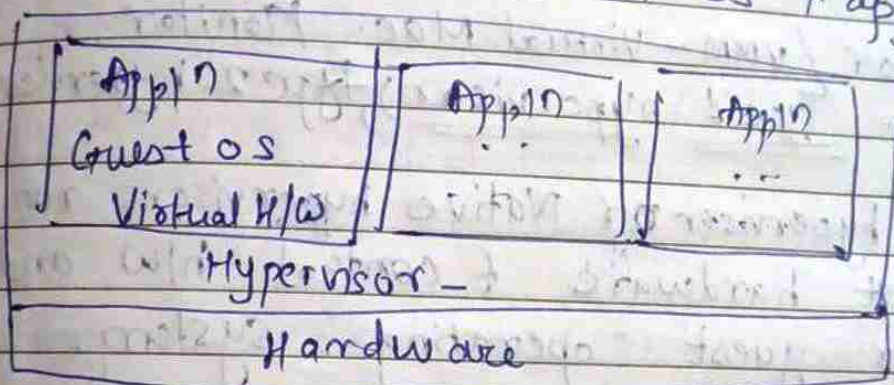 Appln Appln Appln
Guest OS .. ...
Virtual H/W
Hypervisor
Hardware